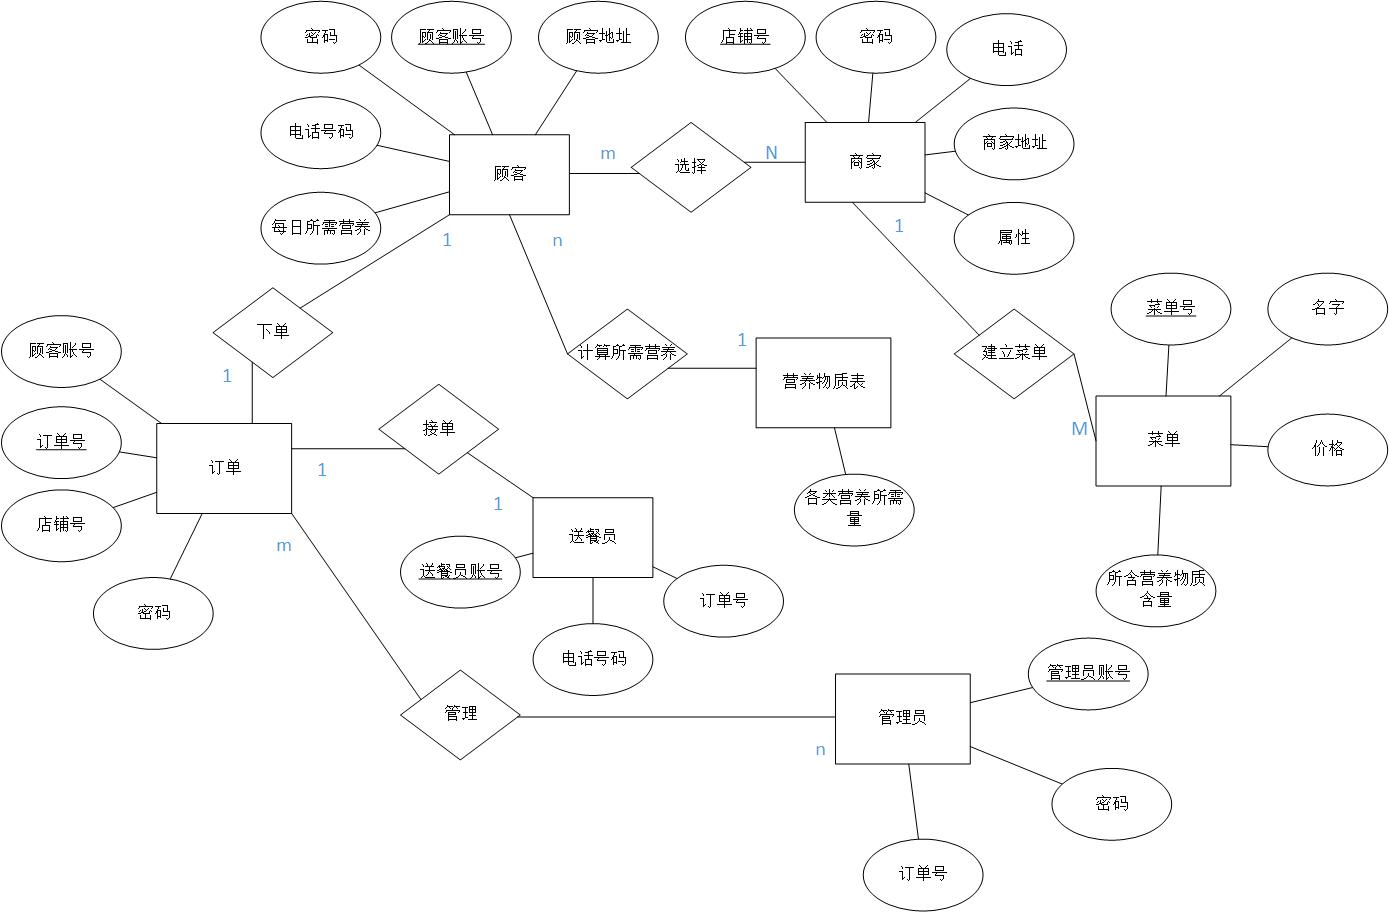 密码
顾客账号
顾客地址
店铺号
密码
电话
电话号码
顾客
m
选择
N
商家
商家地址
每日所需营养
1
n
1
属性
下单
顾客账号
1
计算所需营养
1
营养物质表
建立菜单
菜单号
名字
接单
M
菜单
价格
订单号
订单
1
店铺号
1
各类营养所需
量
m
送餐员
送餐员账号
订单号
所含营养物质
含量
密码
电话号码
管理
管理员
管理员账号
n
密码
订单号